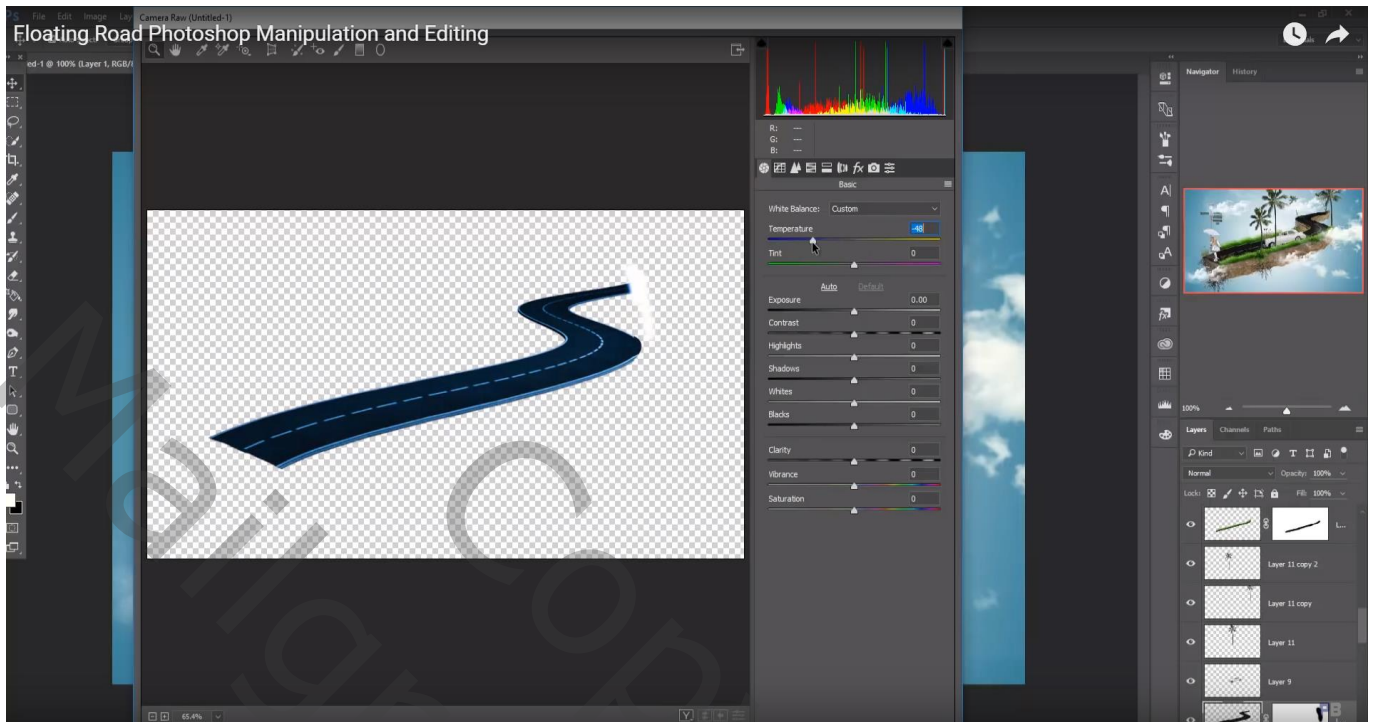 File Edit Image Lay
Camera Raw (Untitled-1)
Floating Road Photoshop Manipulation and Editing
ed-1 @ 100% (Layer 1, RGB/8
Navigator History
R: ---
G: ---
B: ---
fx
Basic
White Balance: Custom
Temperature -48
Tint 0
Auto Default
Exposure 0.00
Contrast 0
Highlights 0
Shadows 0
Whites 0
Blacks 0
Clarity 0
Vibrance 0
Saturation 0
100%
Layers Channels Paths
Kind
Normal Opacity: 100%
Lock: Fill: 100%
L...
Layer 11 copy 2
Layer 11 copy
Layer 11
Layer 9
65.4%
Y